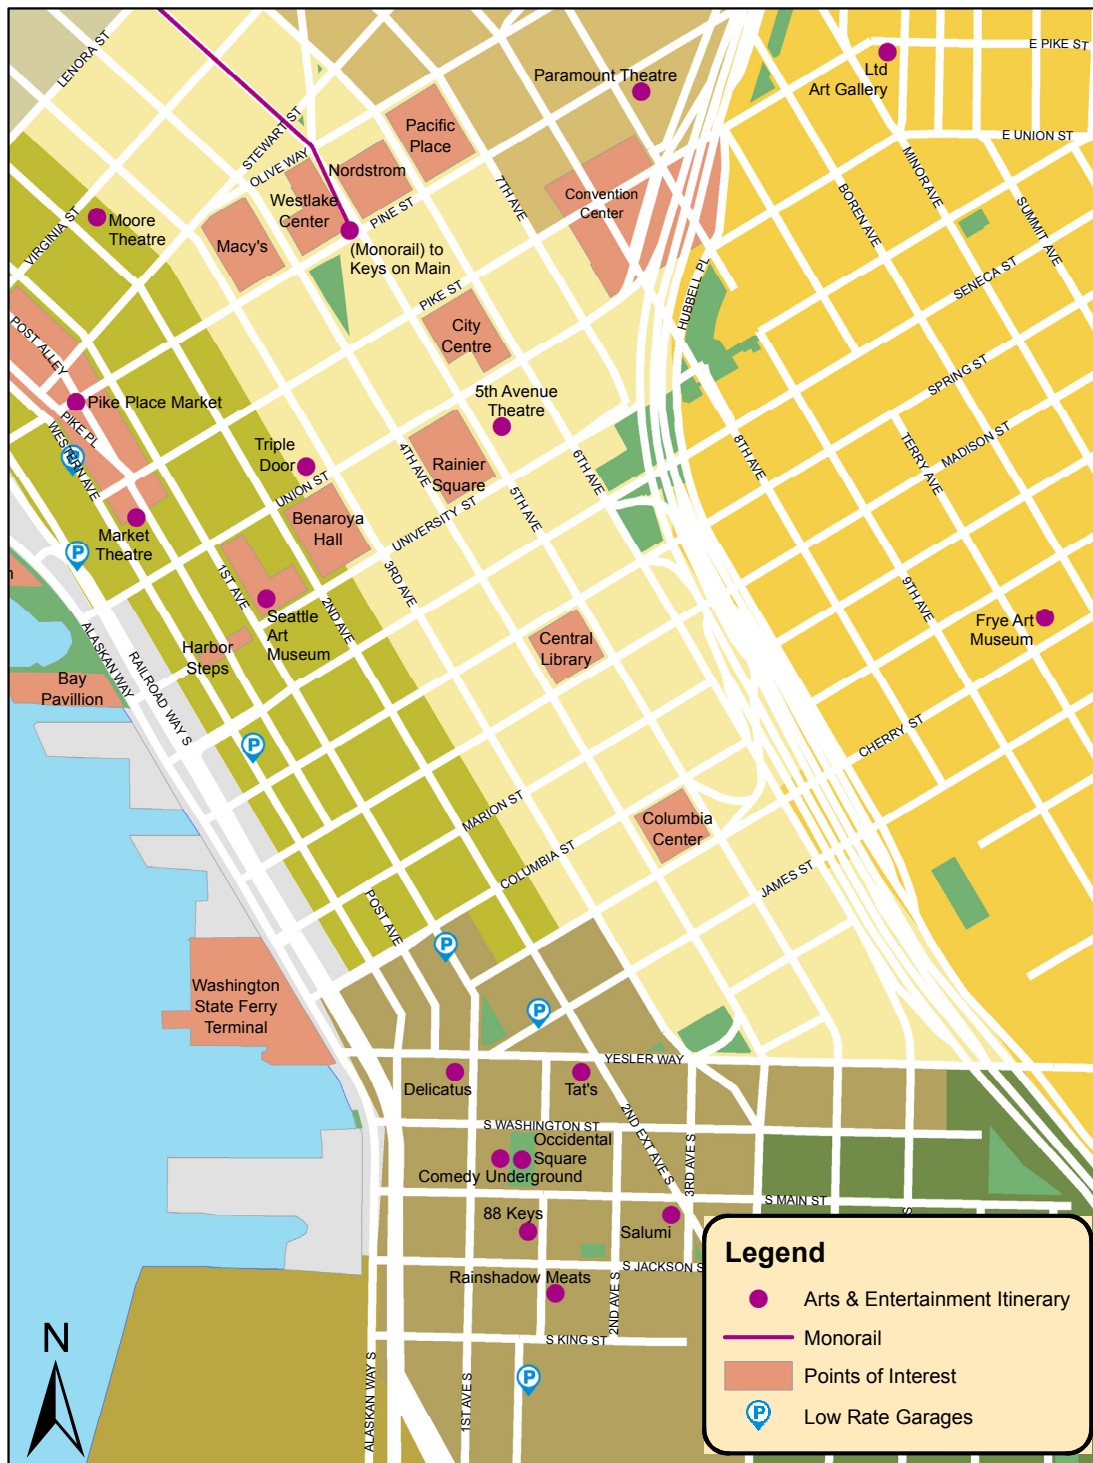 LENORA ST
STEWART ST
OLIVE WAY
Paramount Theatre
Ltd
Art Gallery
E PIKE ST
Pacific
Place
Nordstrom
Westlake
Center
PINE ST
7TH AVE
Convention
Center
E UNION ST
MINOR AVE
BOREN AVE
SUMMIT AVE
VIRGINIA ST
Moore
Theatre
Macy's
(Monorail) to
Keys on Main
PIKE ST
HUBBELL PL
SENECA ST
POST ALLEY
City
Centre
SPRING ST
Pike Place Market
PIKE PL
WESTERN AVE
P
5th Avenue
Theatre
Triple
Door
4TH AVE
Rainier
Square
6TH AVE
8TH AVE
TERRY AVE
MADISON ST
UNION ST
Benaroya
Hall
UNIVERSITY ST
5TH AVE
Market
Theatre
P
1ST AVE
2ND AVE
3RD AVE
9TH AVE
Seattle
Art
Museum
Harbor
Steps
Central
Library
Frye Art
Museum
n
Bay
Pavillion
ALASKAN WAY
RAILROAD WAY S
P
CHERRY ST
MARION ST
Columbia
Center
COLUMBIA ST
JAMES ST
POST AVE
P
Washington
State Ferry
Terminal
P
YESLER WAY
Delicatus
Tat's
S WASHINGTON ST
2ND EXT AVE S
3RD AVE S
Occidental
Square
Comedy Underground
S MAIN ST
S
88 Keys
Salumi
S JACKSON S
Rainshadow Meats
2ND AVE S
S KING ST
ALASKAN WAY S
1ST AVE S
P
N
Legend
Arts & Entertainment Itinerary
Monorail
Points of Interest
P
Low Rate Garages